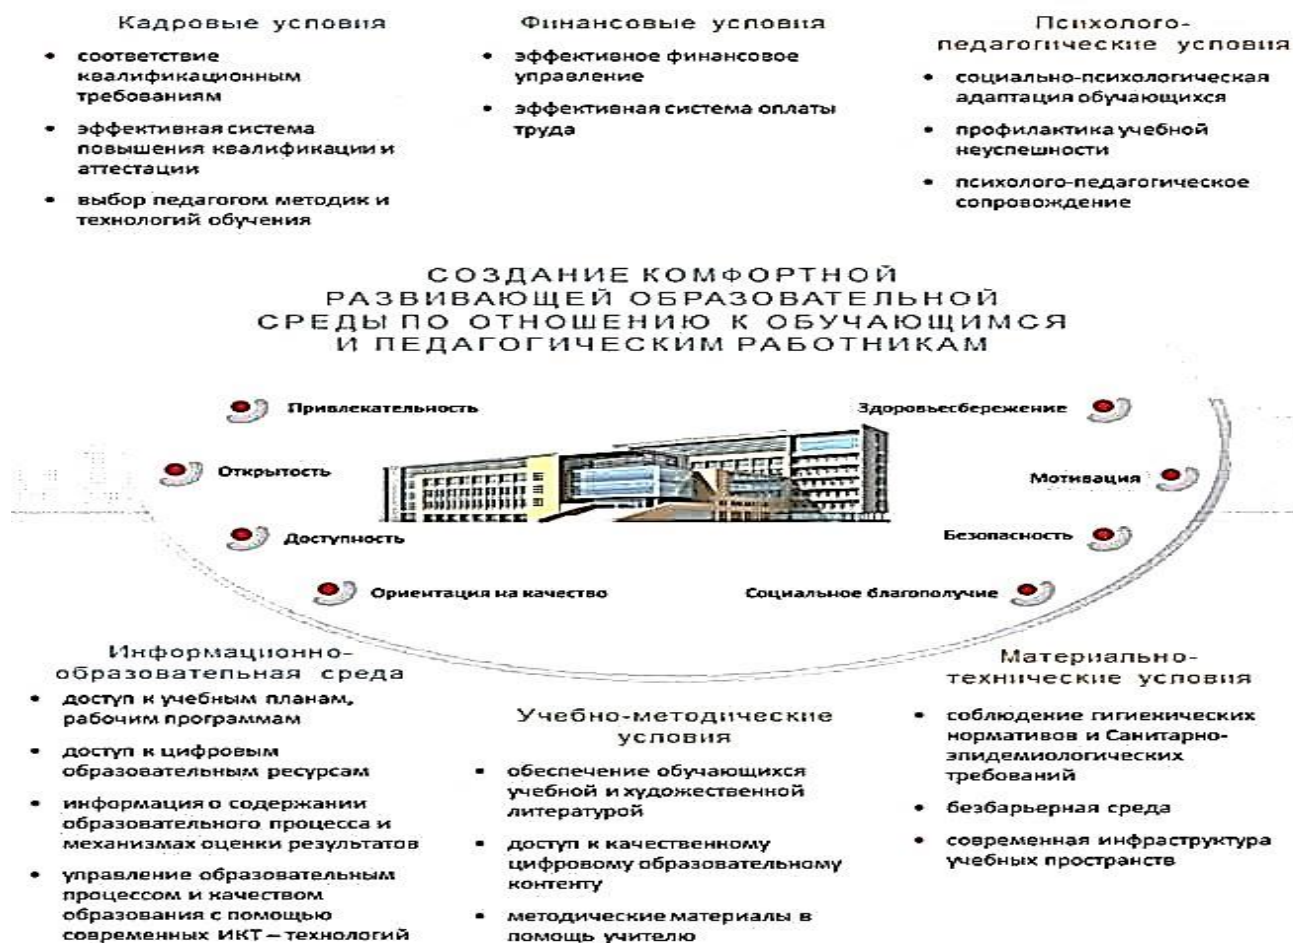 Кадровые условия
• соответствие
квалификационным
требованиям
• эффективная система
повышения квалификации и
аттестации
• выбор педагогом методик и
технологий обучения
Финансовые условия
• эффективное финансовое
управление
• эффективная система оплаты
труда
Психолого-
педагогические условия
• социально-психологическая
адаптация обучающихся
• профилактика учебной
неуспешности
• психолого-педагогическое
сопровождение
СОЗДАНИЕ КОМФОРТНОЙ
РАЗВИВАЮЩЕЙ ОБРАЗОВАТЕЛЬНОЙ
СРЕДЫ ПО ОТНОШЕНИЮ К ОБУЧАЮЩИМСЯ
И ПЕДАГОГИЧЕСКИМ РАБОТНИКАМ
Привлекательность
Открытость
Доступность
Ориентация на качество
Здоровьесбережение
Мотивация
Безопасность
Социальное благополучие
Информационно-
образовательная среда
• доступ к учебным планам,
рабочим программам
• доступ к цифровым
образовательным ресурсам
• информация о содержании
образовательного процесса и
механизмах оценки результатов
• управление образовательным
процессом и качеством
образования с помощью
современных ИКТ – технологий
Учебно-методические
условия
• обеспечение обучающихся
учебной и художественной
литературой
• доступ к качественному
цифровому образовательному
контенту
• методические материалы в
помощь учителю
Материально-
технические условия
• соблюдение гигиенических
нормативов и Санитарно-
эпидемиологических
требований
• безбарьерная среда
• современная инфраструктура
учебных пространств